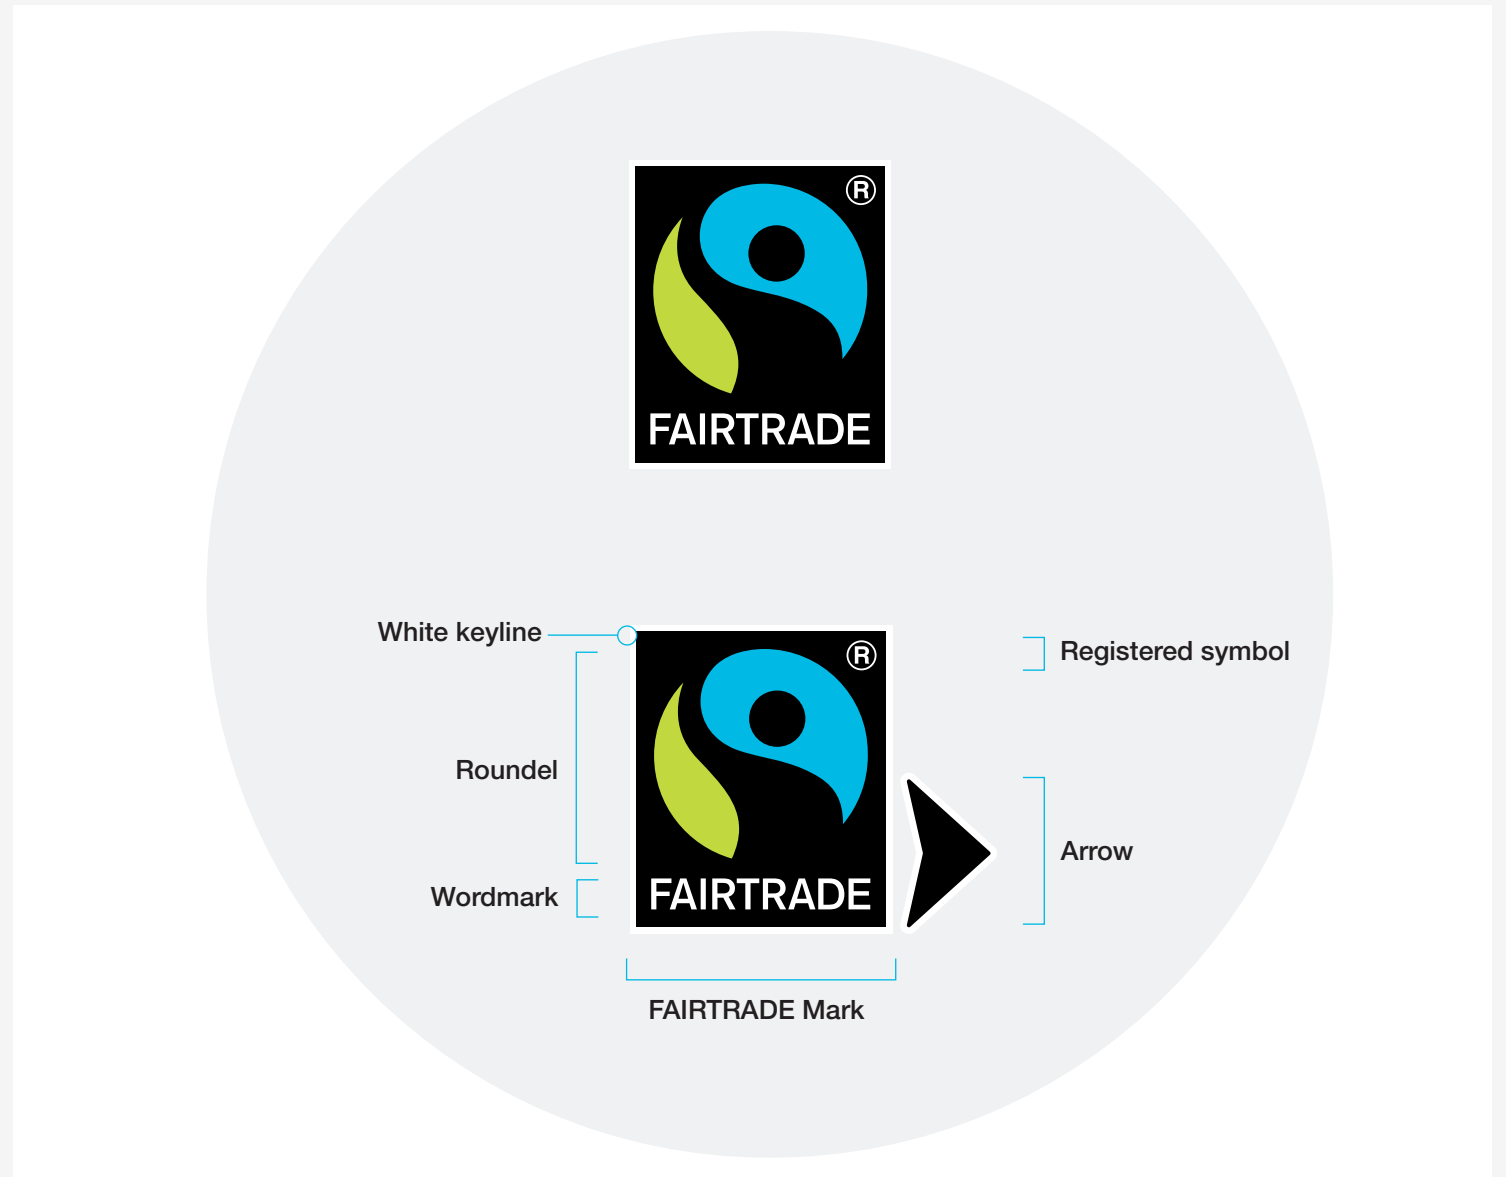 ®
FAIRTRADE
White keyline
®
Registered symbol
Roundel
Arrow
Wordmark
FAIRTRADE
FAIRTRADE Mark